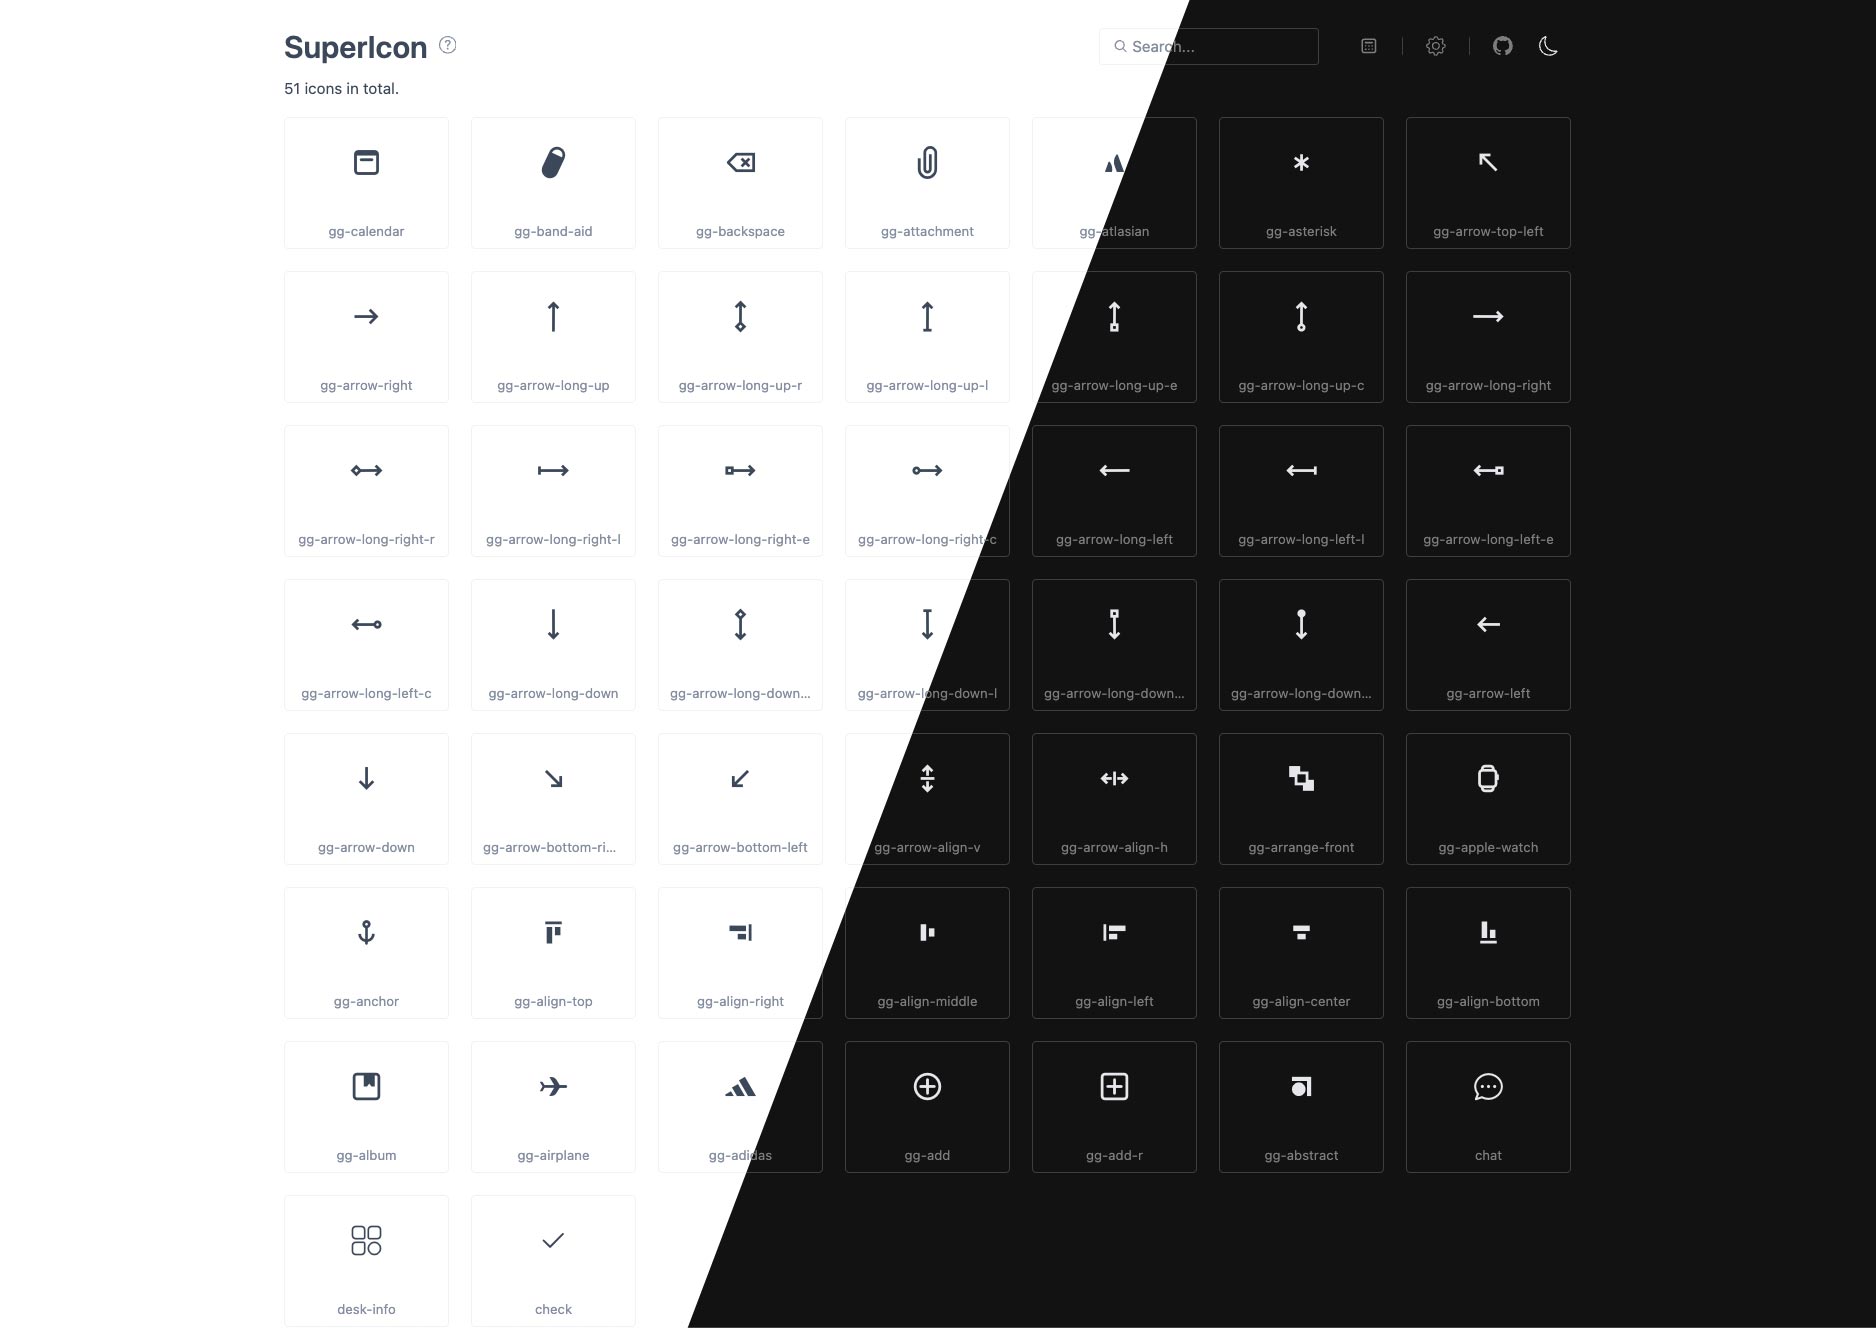 SuperIcon
Search...
51 icons in total.
gg-calendar
gg-band-aid
gg-backspace
gg-attachment
gg-atlasian
gg-asterisk
gg-arrow-top-left
gg-arrow-right
gg-arrow-long-up
gg-arrow-long-up-r
gg-arrow-long-up-l
gg-arrow-long-up-e
gg-arrow-long-up-c
gg-arrow-long-right
gg-arrow-long-right-r
gg-arrow-long-right-l
gg-arrow-long-right-e
gg-arrow-long-right-c
gg-arrow-long-left
gg-arrow-long-left-l
gg-arrow-long-left-e
gg-arrow-long-left-c
gg-arrow-long-down
gg-arrow-long-down...
gg-arrow-long-down-l
gg-arrow-long-down...
gg-arrow-long-down...
gg-arrow-left
gg-arrow-down
gg-arrow-bottom-ri...
gg-arrow-bottom-left
gg-arrow-align-v
gg-arrow-align-h
gg-arrange-front
gg-apple-watch
gg-anchor
gg-align-top
gg-align-right
gg-align-middle
gg-align-left
gg-align-center
gg-align-bottom
gg-album
gg-airplane
gg-adidas
gg-add
gg-add-r
gg-abstract
chat
desk-info
check